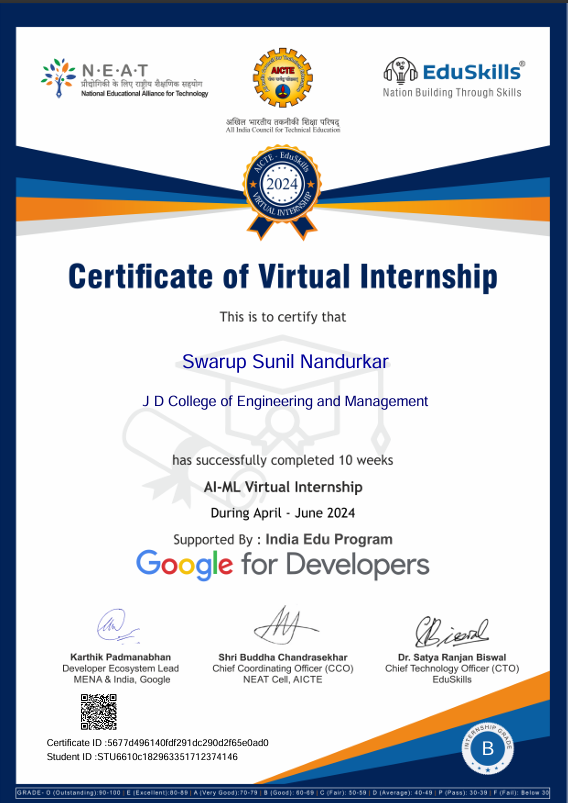 N·E·A·T
प्रौद्योगिकी के लिए राष्ट्रीय शैक्षणिक सहयोग
National Educational Alliance for Technology
AICTE
अखिल भारतीय तकनीकी शिक्षा परिषद्
All India Council for Technical Education
EduSkills®
Nation Building Through Skills
AICTE - EduSkills
2024
VIRTUAL INTERNSHIP
Certificate of Virtual Internship
This is to certify that
Swarup Sunil Nandurkar
J D College of Engineering and Management
has successfully completed 10 weeks
AI-ML Virtual Internship
During April - June 2024
Supported By : India Edu Program
Google for Developers
Karthik Padmanabhan
Developer Ecosystem Lead
MENA & India, Google
Shri Buddha Chandrasekhar
Chief Coordinating Officer (CCO)
NEAT Cell, AICTE
Dr. Satya Ranjan Biswal
Chief Technology Officer (CTO)
EduSkills
Certificate ID :5677d496140fdf291dc290d2f65e0ad0
Student ID :STU6610c182963351712374146
INTERNSHIP GRADE
B
GRADE- O (Outstanding):90-100 | E (Excellent):80-89 | A (Very Good):70-79 | B (Good): 60-69 | C (Fair): 50-59 | D (Average): 40-49 | P (Pass): 30-39 | F (Fail): Below 30